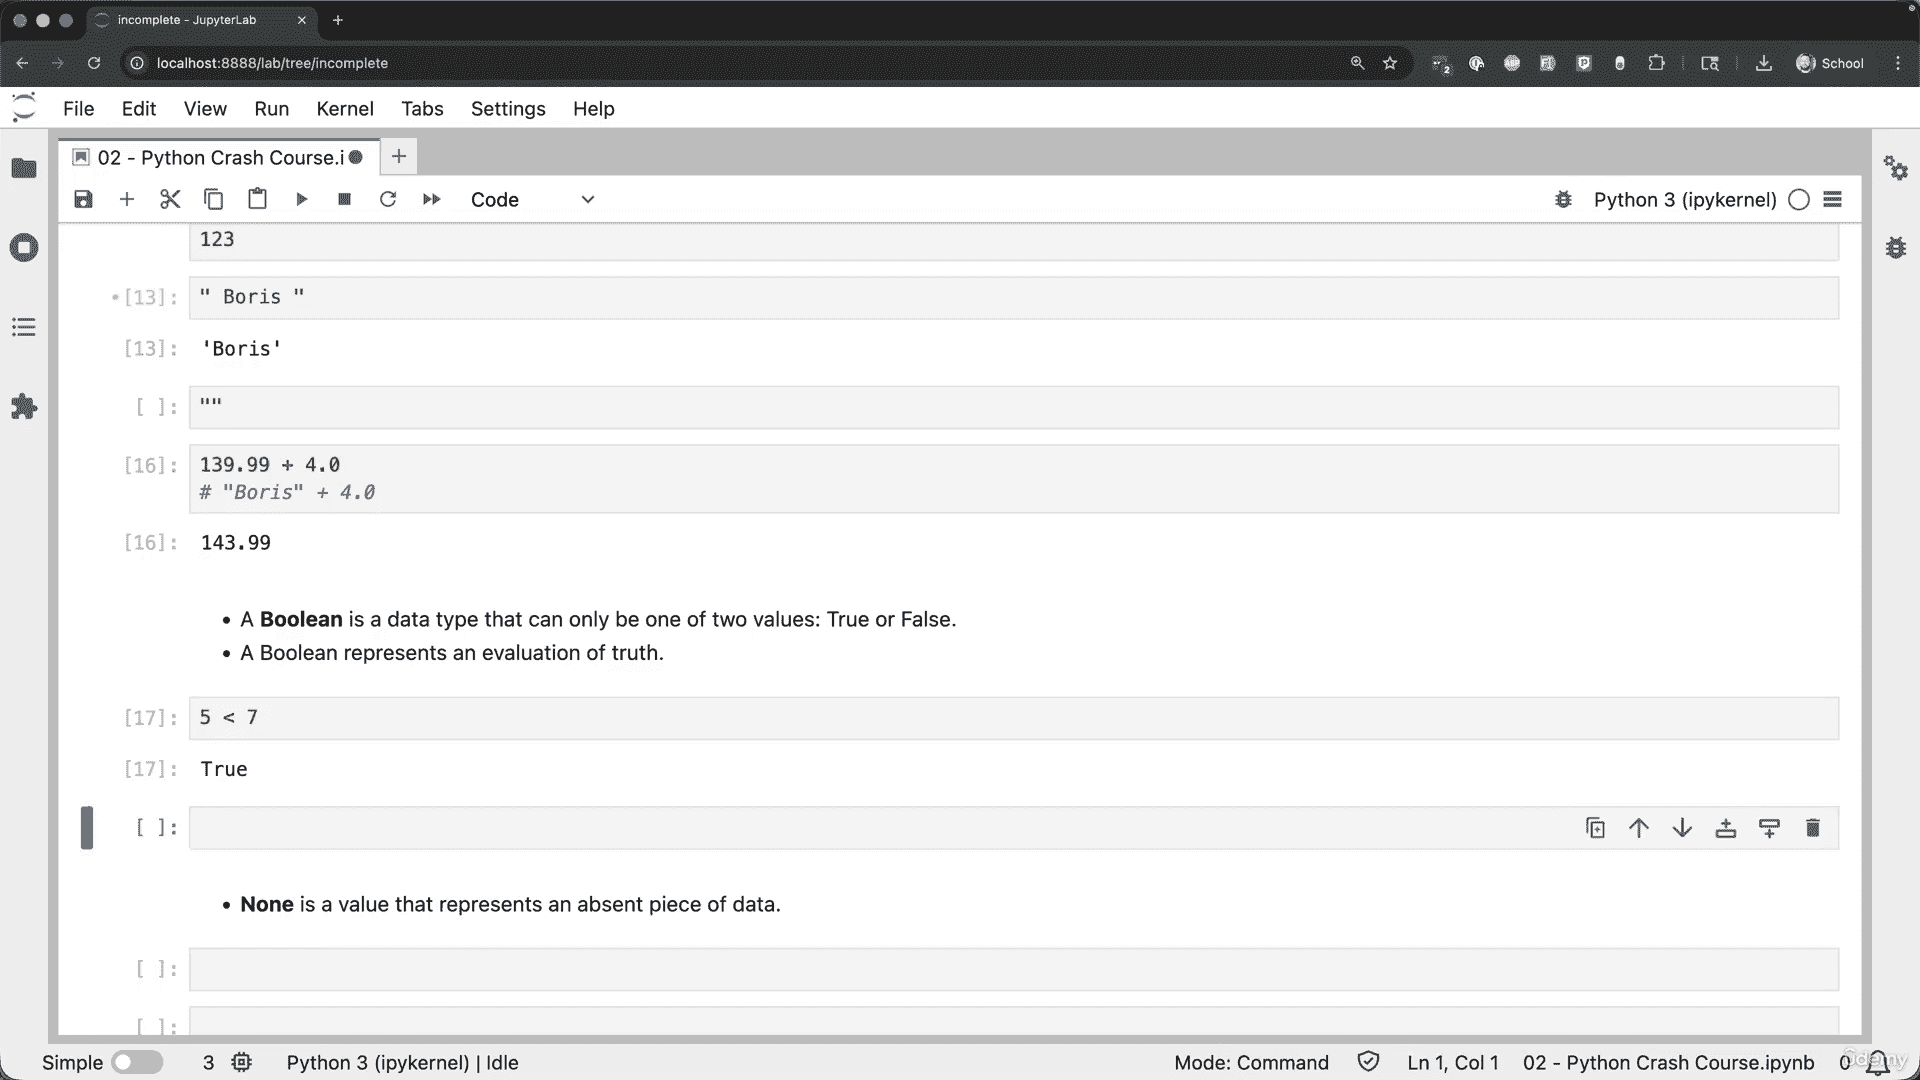 incomplete - JupyterLab
localhost:8888/lab/tree/incomplete
2
School
File Edit View Run Kernel Tabs Settings Help
02 - Python Crash Course.i
Code
Python 3 (ipykernel)
123
[13]: " Boris "
[13]: 'Boris'
[ ]: ""
[16]: 139.99 + 4.0
# "Boris" + 4.0
[16]: 143.99
• A Boolean is a data type that can only be one of two values: True or False.
• A Boolean represents an evaluation of truth.
[17]: 5 < 7
[17]: True
[ ]:
• None is a value that represents an absent piece of data.
[ ]:
[ ]:
Simple 3 Python 3 (ipykernel) | Idle Mode: Command Ln 1, Col 1 02 - Python Crash Course.ipynb 0
Udemy